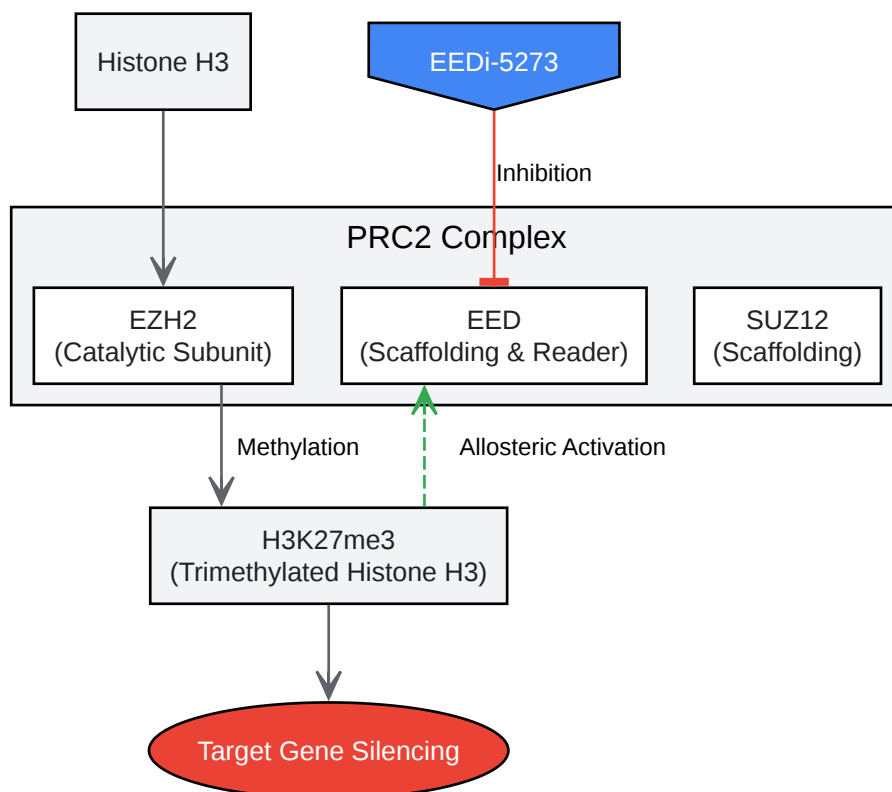 Histone H3
EEDi-5273
Inhibition
PRC2 Complex
EZH2
(Catalytic Subunit)
EED
(Scaffolding & Reader)
SUZ12
(Scaffolding)
Methylation
Allosteric Activation
H3K27me3
(Trimethylated Histone H3)
Target Gene Silencing